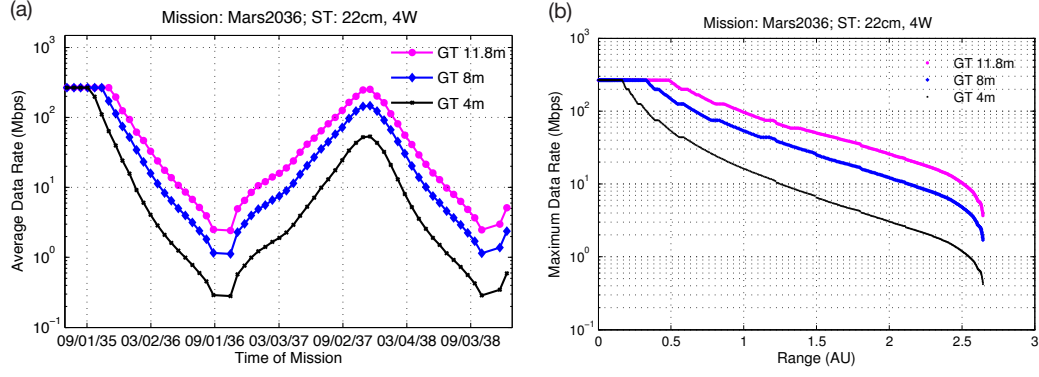 (a)
Mission: Mars2036; ST: 22cm, 4W
10³
10²
10¹
10⁰
10⁻¹
Average Data Rate (Mbps)
GT 11.8m
GT 8m
GT 4m
09/01/35 03/02/36 09/01/36 03/03/37 09/02/37 03/04/38 09/03/38
Time of Mission
(b)
Mission: Mars2036; ST: 22cm, 4W
10³
10²
10¹
10⁰
10⁻¹
Maximum Data Rate (Mbps)
GT 11.8m
GT 8m
GT 4m
0 0.5 1 1.5 2 2.5 3
Range (AU)